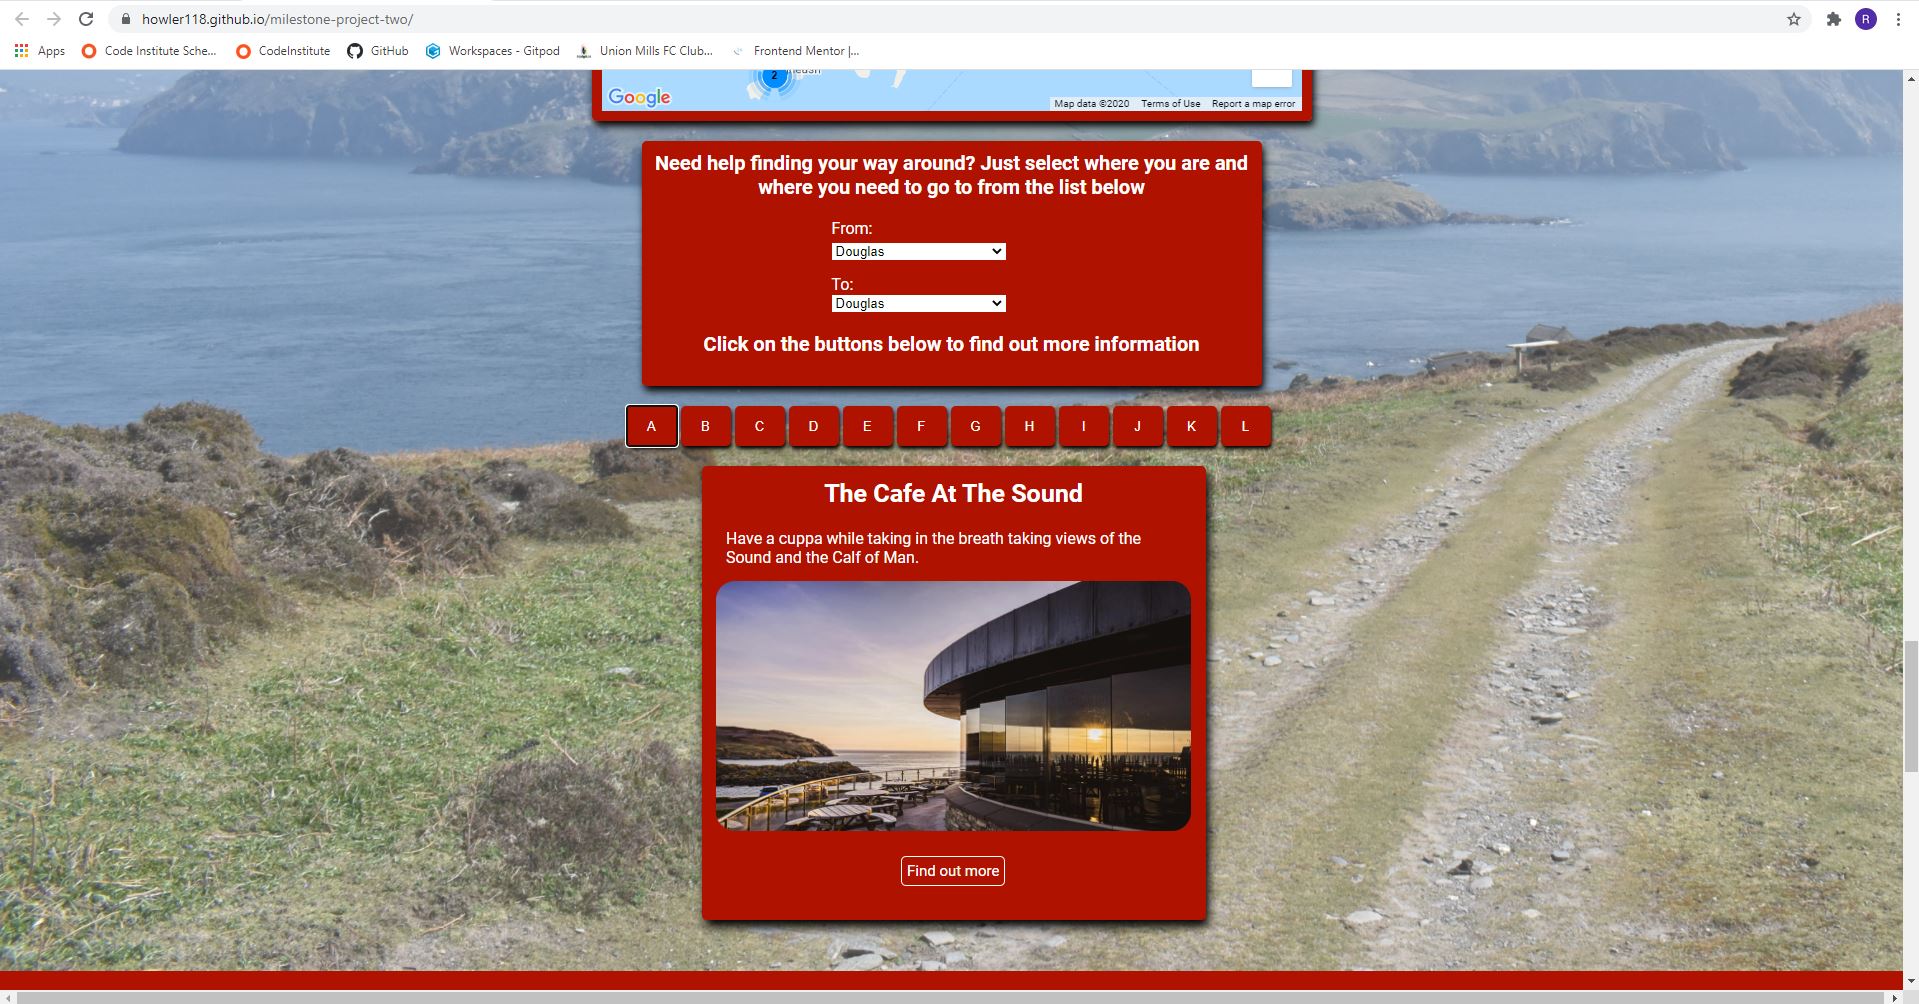 howler118.github.io/milestone-project-two/
R
Apps
Code Institute Sche...
CodeInstitute
GitHub
Workspaces - Gitpod
Union Mills FC Club...
Frontend Mentor |...
2
Google
Map data ©2020
Terms of Use
Report a map error
Need help finding your way around? Just select where you are and
where you need to go to from the list below
From:
Douglas
To:
Douglas
Click on the buttons below to find out more information
A B C D E F G H I J K L
The Cafe At The Sound
Have a cuppa while taking in the breath taking views of the
Sound and the Calf of Man.
Find out more